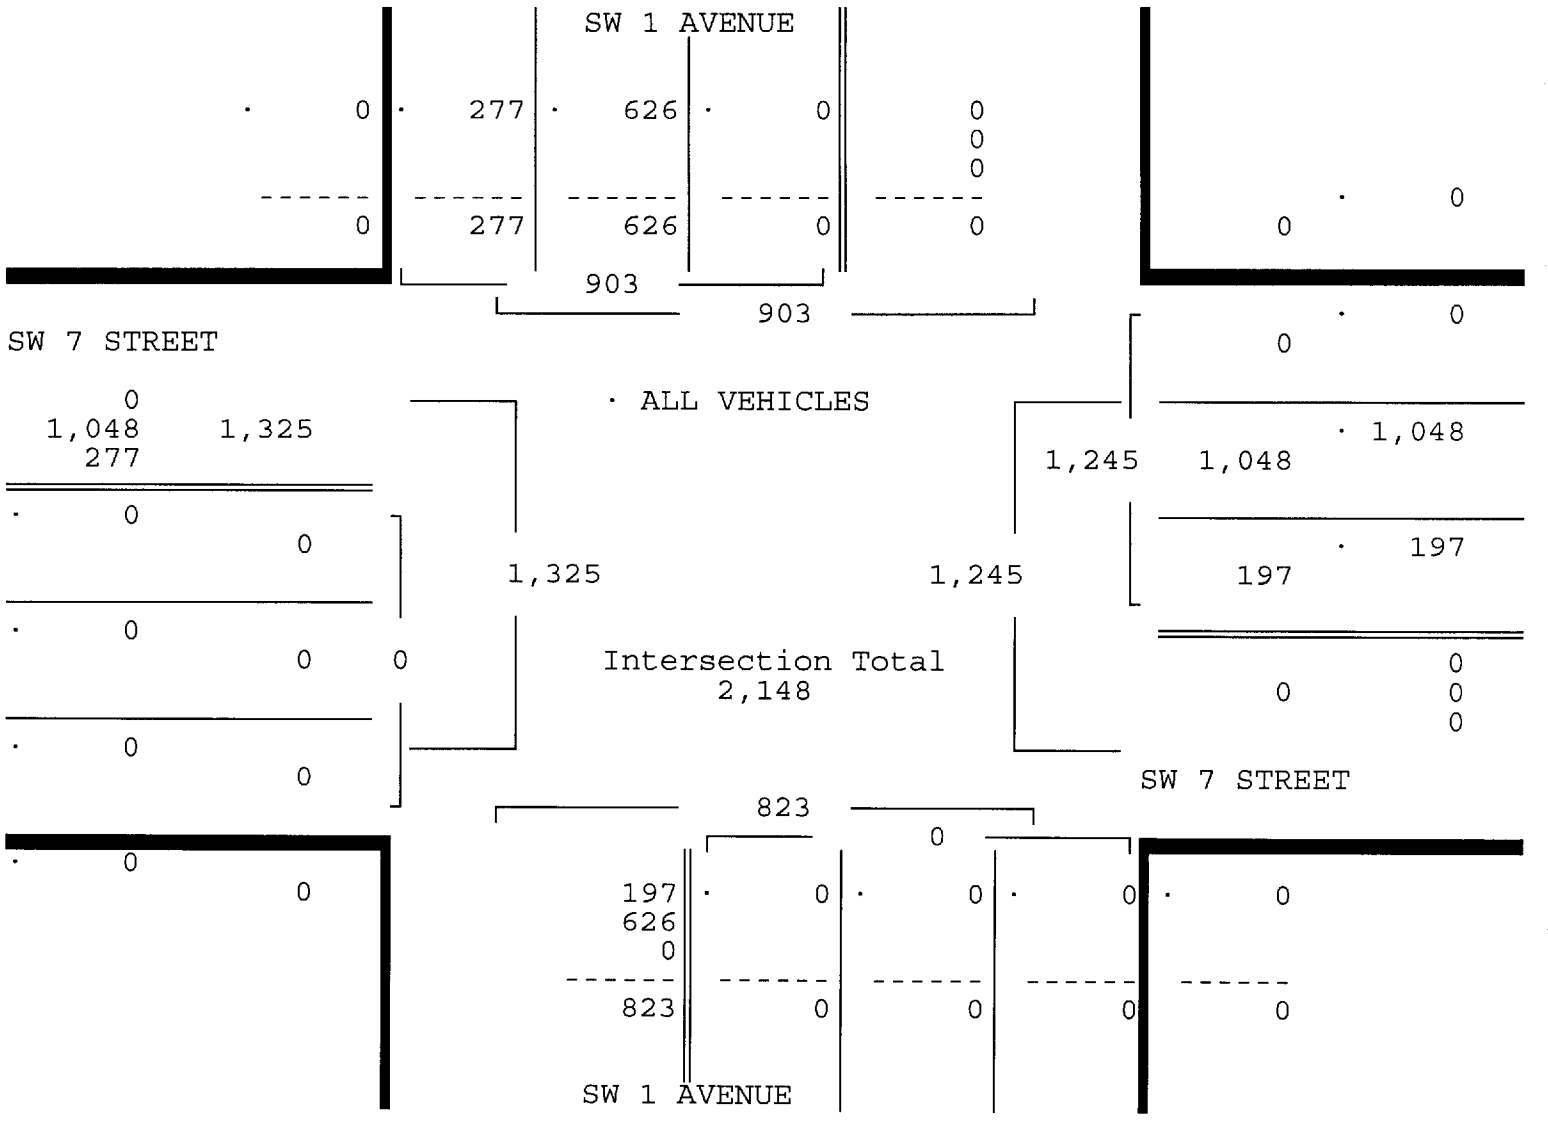 SW 1 AVENUE
· 0 · 277 · 626 · 0 0
0
0
------ ------ ------ ------ ------ · 0
0 277 626 0 0 0
903
903 · 0
SW 7 STREET 0
0 · ALL VEHICLES
1,048 1,325 · 1,048
277 1,245 1,048
· 0
0 · 197
1,325 1,245 197
· 0
0 0 Intersection Total 0
2,148 0 0
0
· 0
0 SW 7 STREET
823
0
· 0
0 197 · 0 · 0 · 0 · 0
626
0
------ ------ ------ ------ ------
823 0 0 0 0
SW 1 AVENUE